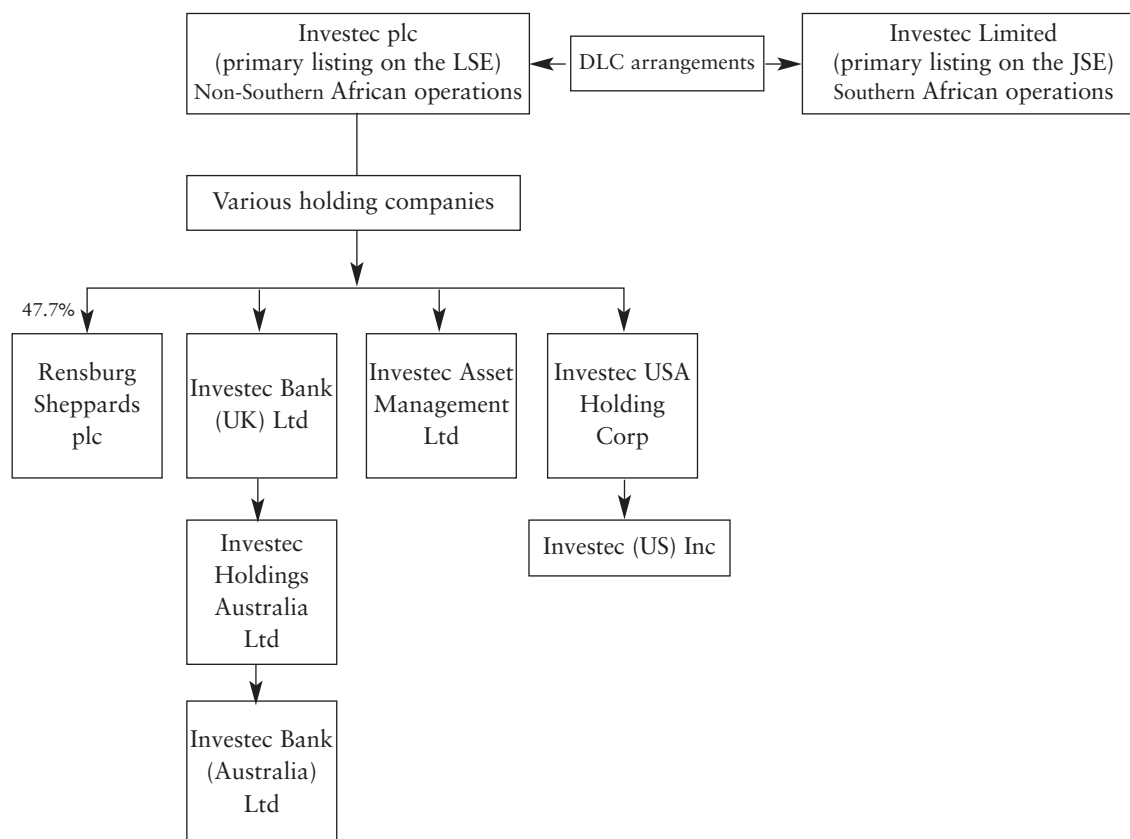 Investec plc
(primary listing on the LSE)
Non-Southern African operations
DLC arrangements
Investec Limited
(primary listing on the JSE)
Southern African operations
Various holding companies
47.7%
Rensburg
Sheppards
plc
Investec Bank
(UK) Ltd
Investec Asset
Management
Ltd
Investec USA
Holding
Corp
Investec
Holdings
Australia
Ltd
Investec (US) Inc
Investec Bank
(Australia)
Ltd